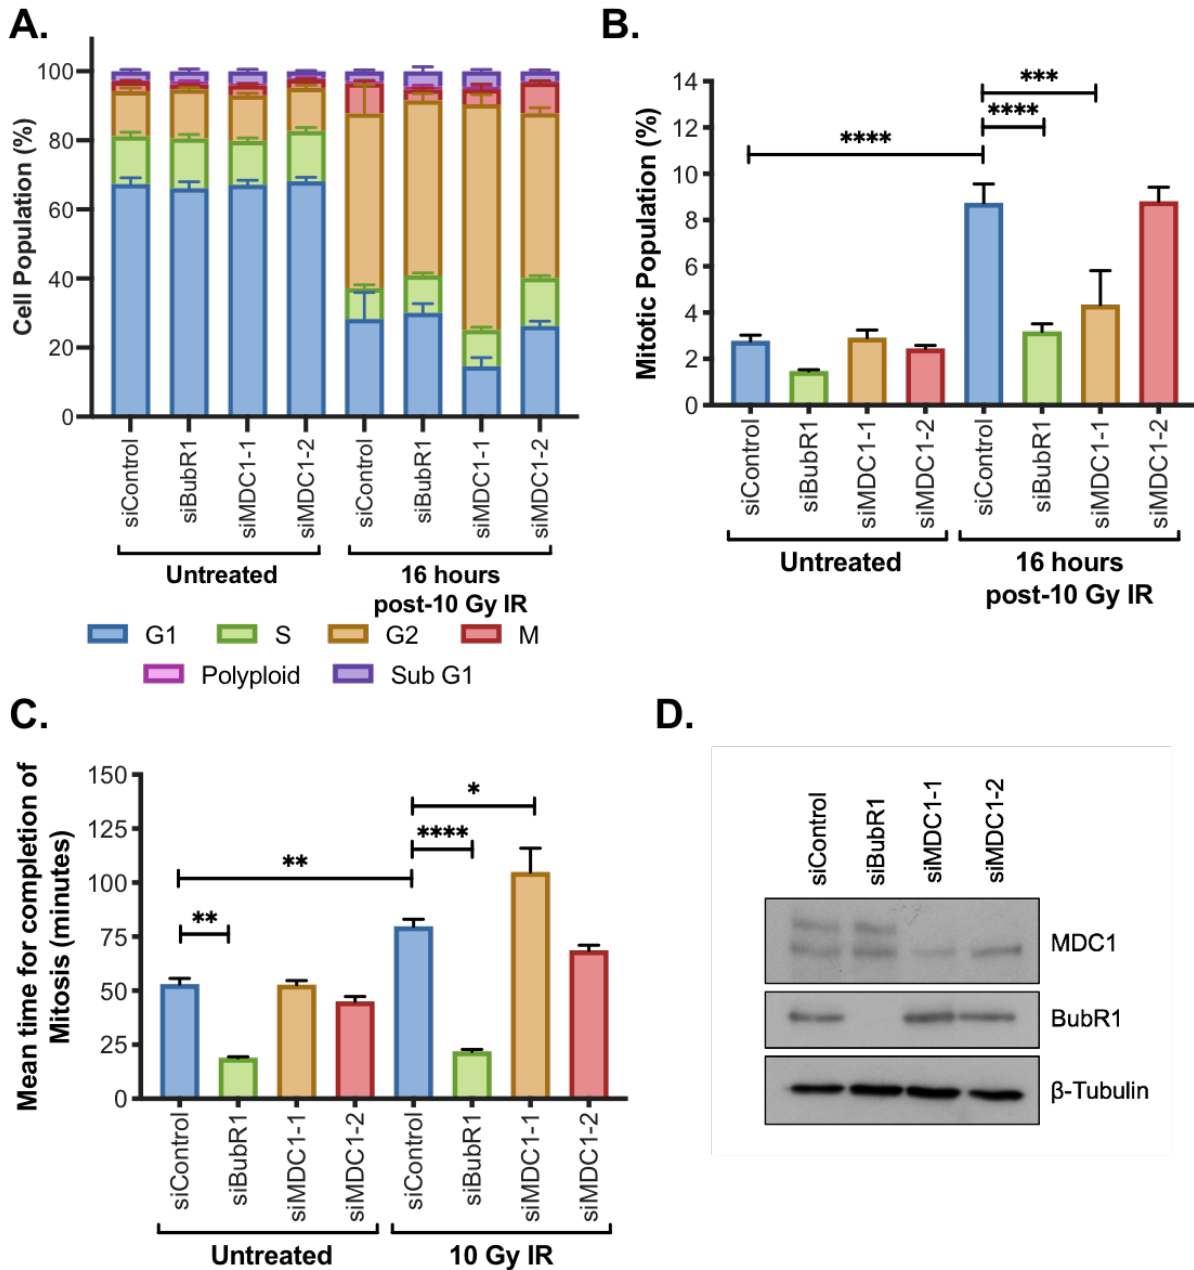 A.
Cell Population (%)
100
80
60
40
20
0
siControl
siBubR1
siMDC1-1
siMDC1-2
siControl
siBubR1
siMDC1-1
siMDC1-2
Untreated
16 hours
post-10 Gy IR
G1
S
G2
M
Polyploid
Sub G1
B.
Mitotic Population (%)
14
12
10
8
6
4
2
0
****
****
***
siControl
siBubR1
siMDC1-1
siMDC1-2
siControl
siBubR1
siMDC1-1
siMDC1-2
Untreated
16 hours
post-10 Gy IR
C.
Mean time for completion of
Mitosis (minutes)
150
125
100
75
50
25
0
**
**
****
*
siControl
siBubR1
siMDC1-1
siMDC1-2
siControl
siBubR1
siMDC1-1
siMDC1-2
Untreated
10 Gy IR
D.
siControl
siBubR1
siMDC1-1
siMDC1-2
MDC1
BubR1
β-Tubulin